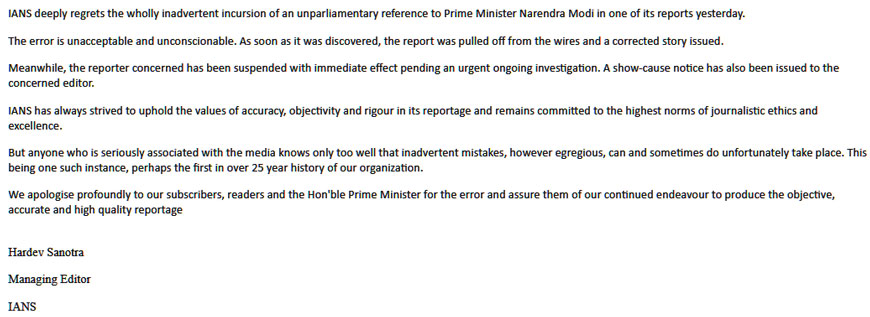 IANS deeply regrets the wholly inadvertent incursion of an unparliamentary reference to Prime Minister Narendra Modi in one of its reports yesterday.
The error is unacceptable and unconscionable. As soon as it was discovered, the report was pulled off from the wires and a corrected story issued.
Meanwhile, the reporter concerned has been suspended with immediate effect pending an urgent ongoing investigation. A show-cause notice has also been issued to the
concerned editor.
IANS has always strived to uphold the values of accuracy, objectivity and rigour in its reportage and remains committed to the highest norms of journalistic ethics and
excellence.
But anyone who is seriously associated with the media knows only too well that inadvertent mistakes, however egregious, can and sometimes do unfortunately take place. This
being one such instance, perhaps the first in over 25 year history of our organization.
We apologise profoundly to our subscribers, readers and the Hon'ble Prime Minister for the error and assure them of our continued endeavour to produce the objective,
accurate and high quality reportage
Hardev Sanotra
Managing Editor
IANS